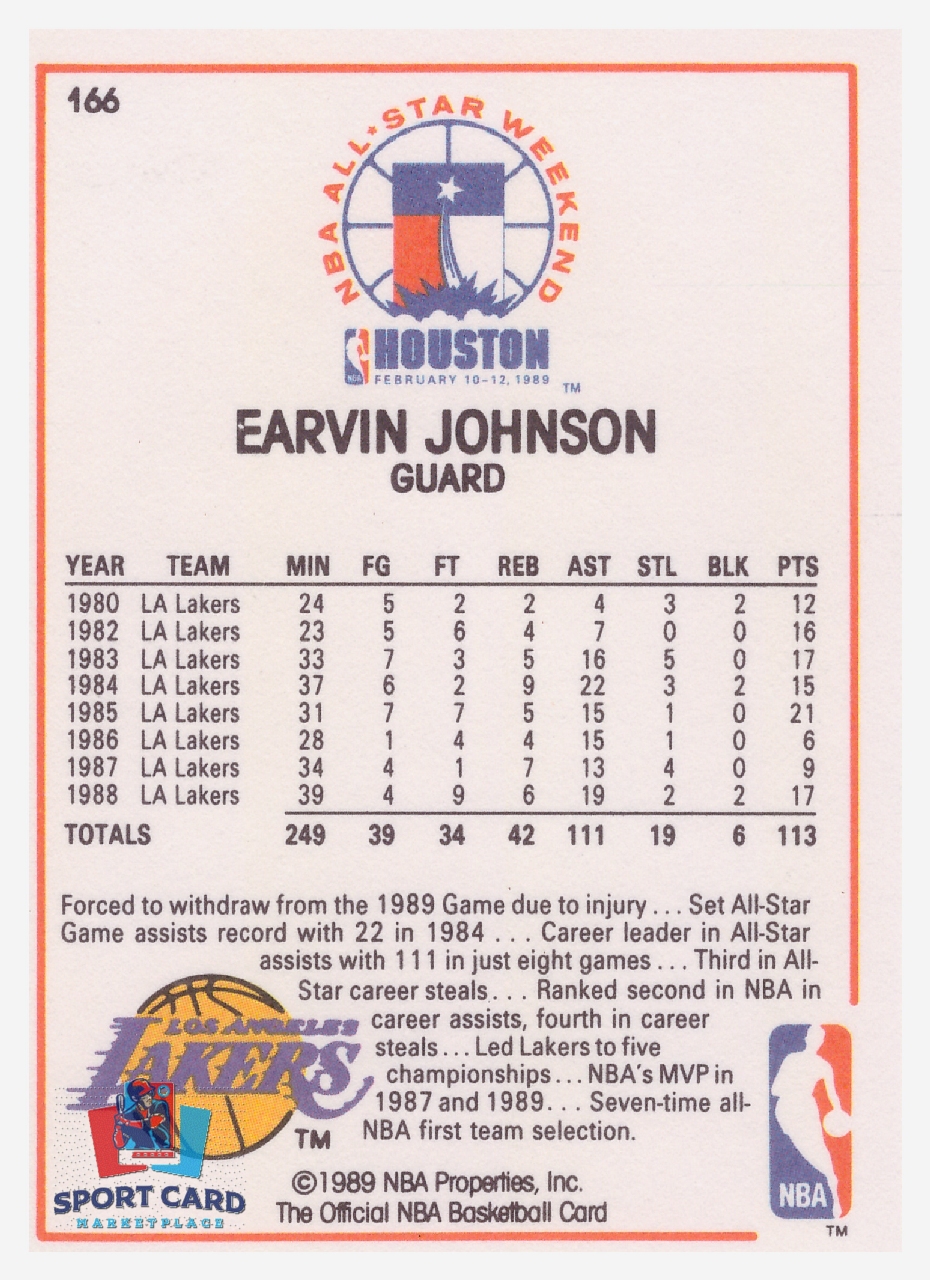 166
NBA ALL★STAR WEEKEND
NBA
HOUSTON
FEBRUARY 10-12, 1989 TM
EARVIN JOHNSON
GUARD
YEAR TEAM MIN FG FT REB AST STL BLK PTS
1980 LA Lakers 24 5 2 2 4 3 2 12
1982 LA Lakers 23 5 6 4 7 0 0 16
1983 LA Lakers 33 7 3 5 16 5 0 17
1984 LA Lakers 37 6 2 9 22 3 2 15
1985 LA Lakers 31 7 7 5 15 1 0 21
1986 LA Lakers 28 1 4 4 15 1 0 6
1987 LA Lakers 34 4 1 7 13 4 0 9
1988 LA Lakers 39 4 9 6 19 2 2 17
TOTALS 249 39 34 42 111 19 6 113
Forced to withdraw from the 1989 Game due to injury . . . Set All-Star
Game assists record with 22 in 1984 . . . Career leader in All-Star
assists with 111 in just eight games . . . Third in All-
Star career steals. . . Ranked second in NBA in
career assists, fourth in career
steals . . . Led Lakers to five
championships . . . NBA's MVP in
1987 and 1989. . . Seven-time all-
NBA first team selection.
LOS ANGELES
LAKERS
TM
©1989 NBA Properties, Inc.
The Official NBA Basketball Card
NBA
TM
SPORT CARD
MARKETPLACE